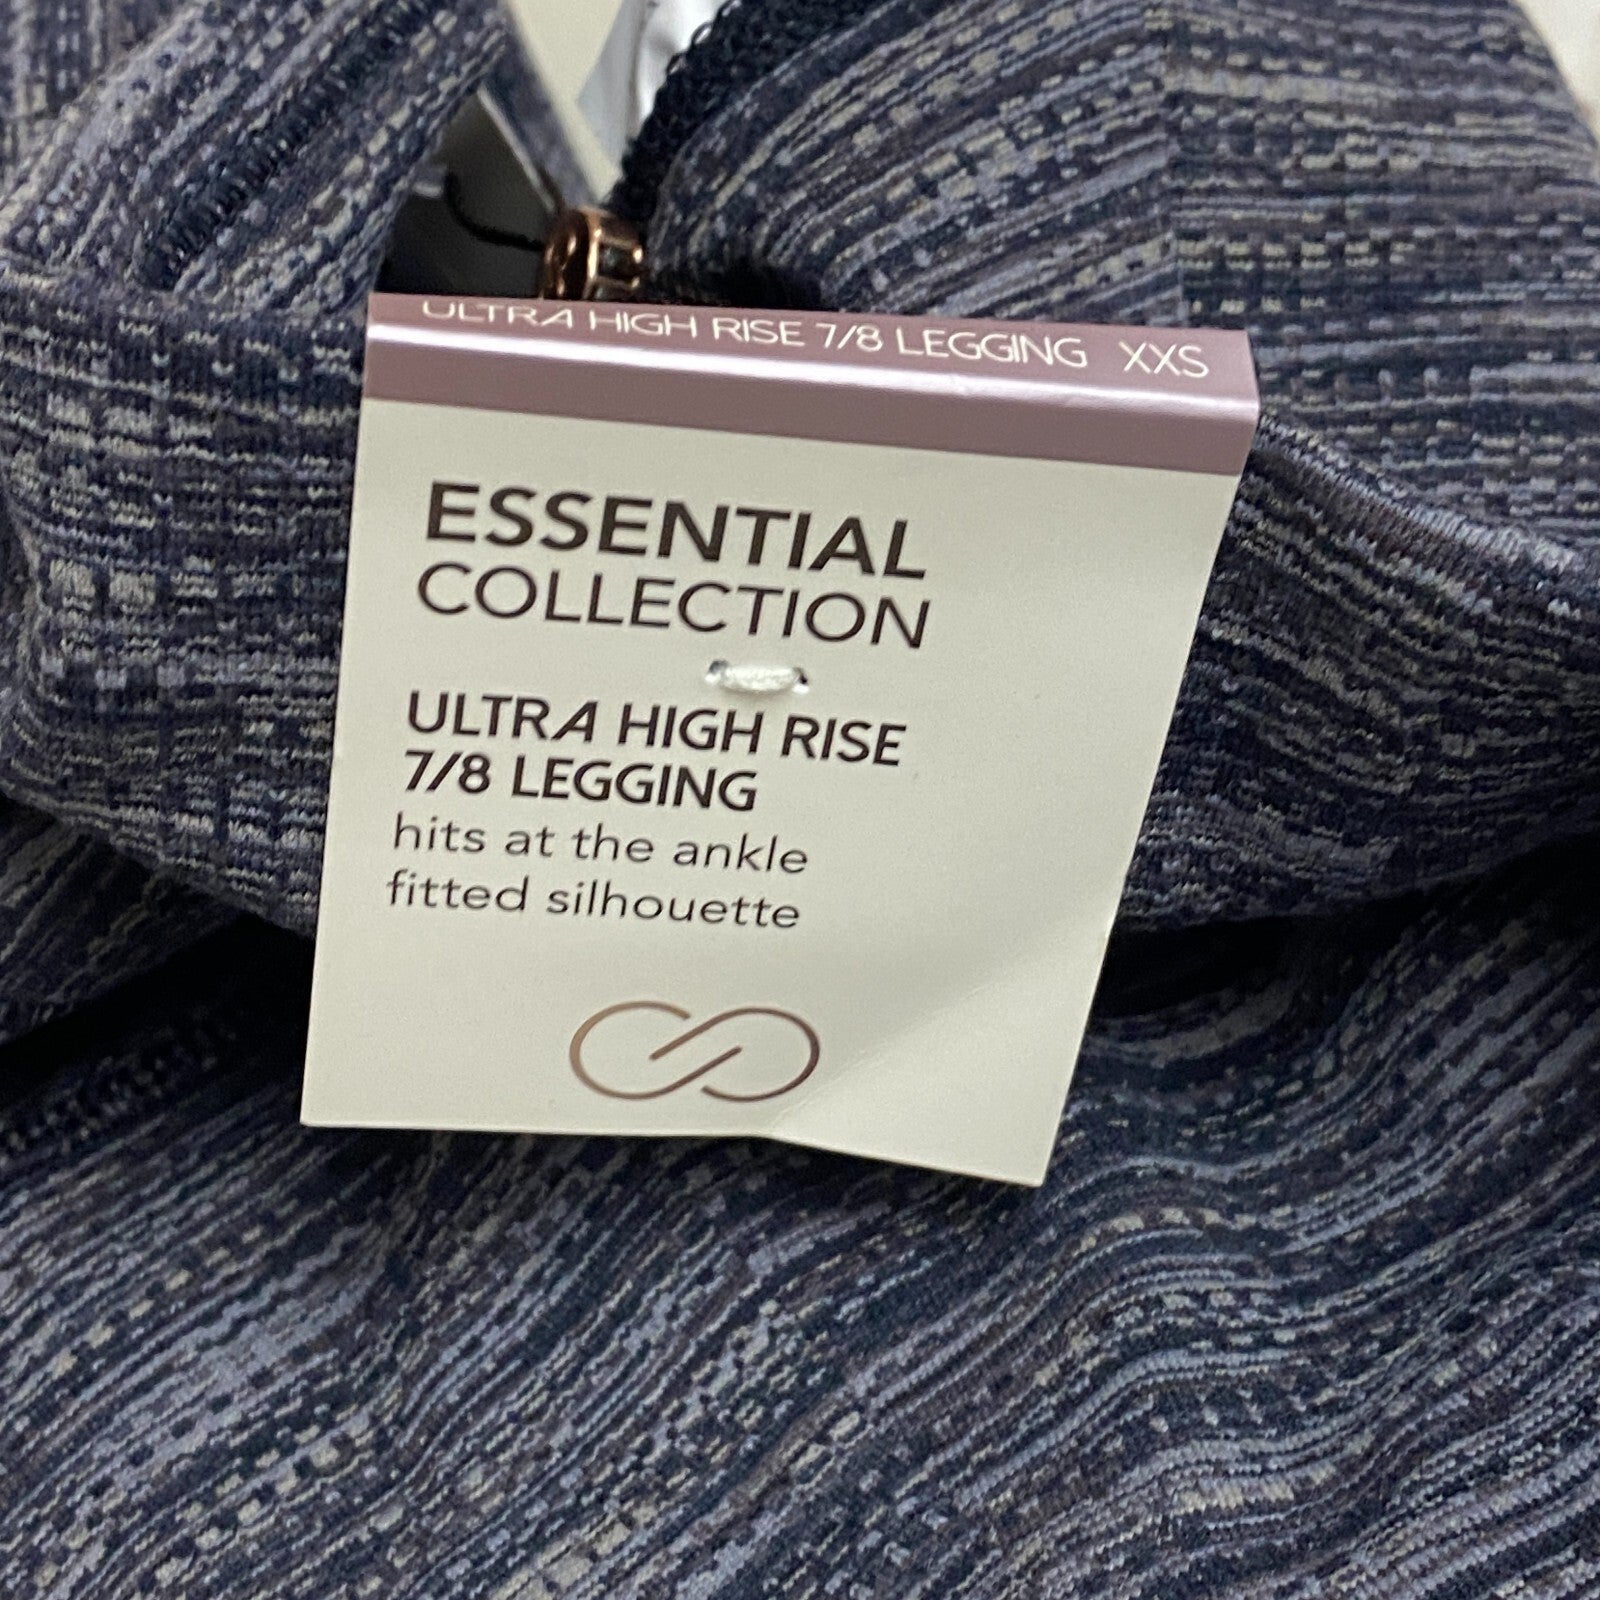 ULTRA HIGH RISE 7/8 LEGGING XXS
ESSENTIAL
COLLECTION
ULTRA HIGH RISE
7/8 LEGGING
hits at the ankle
fitted silhouette